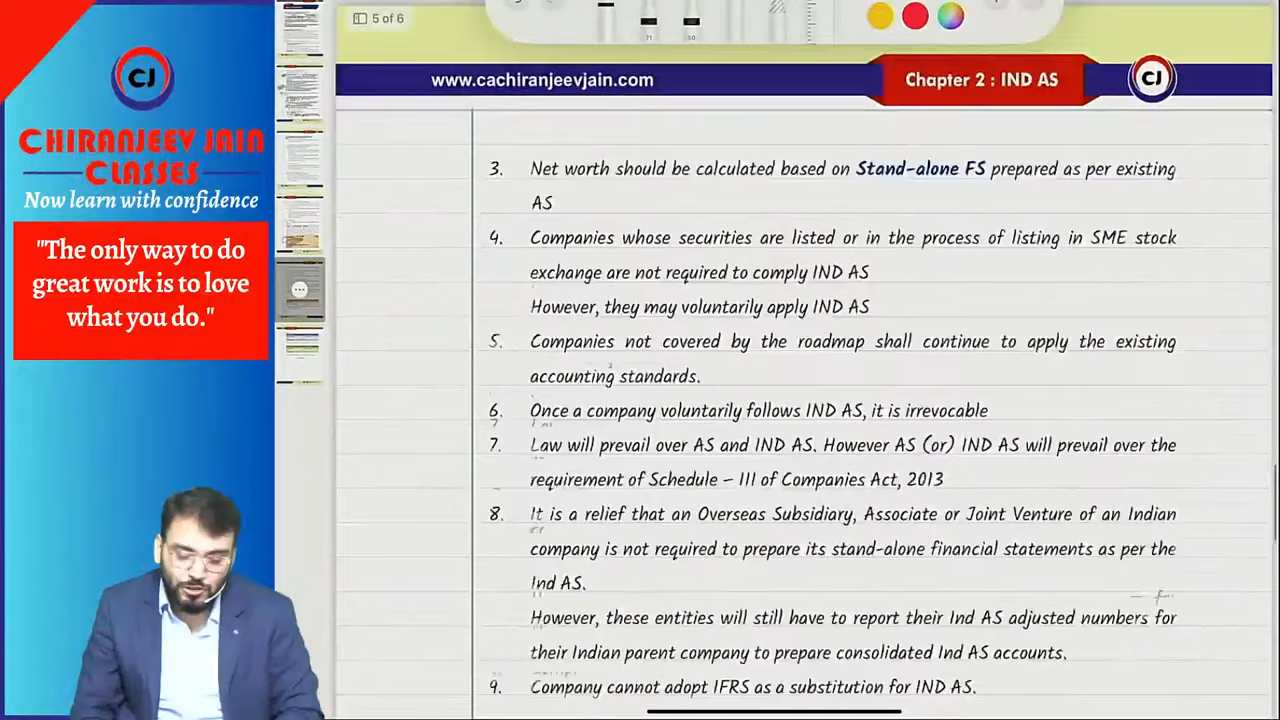 5 of 6
www.cachiranjeevjain.com
Chapter 1 Ind AS
CJ
CJ
CHIRANJEEV JAIN
CLASSES
Now learn with confidence
"The only way to do
great work is to love
what you do."
3. Net worth should be calculated based on Stand-alone F.S prepared as per existing
AS.
4. Companies whose securities are listed in the process of listing in SME
exchange are not required to comply IND AS
However, they may voluntarily apply IND AS
Companies not covered in the roadmap shall continue to apply the existing
accounting standards.
6. Once a company voluntarily follows IND AS, it is irrevocable
7. Law will prevail over AS and IND AS. However AS (or) IND AS will prevail over the
requirement of Schedule – III of Companies Act, 2013
8. It is a relief that an Overseas Subsidiary, Associate or Joint Venture of an Indian
company is not required to prepare its stand-alone financial statements as per the
Ind AS.
However, these entities will still have to report their Ind AS adjusted numbers for
their Indian parent company to prepare consolidated Ind AS accounts.
9. Company cannot adopt IFRS as a substitution for IND AS.